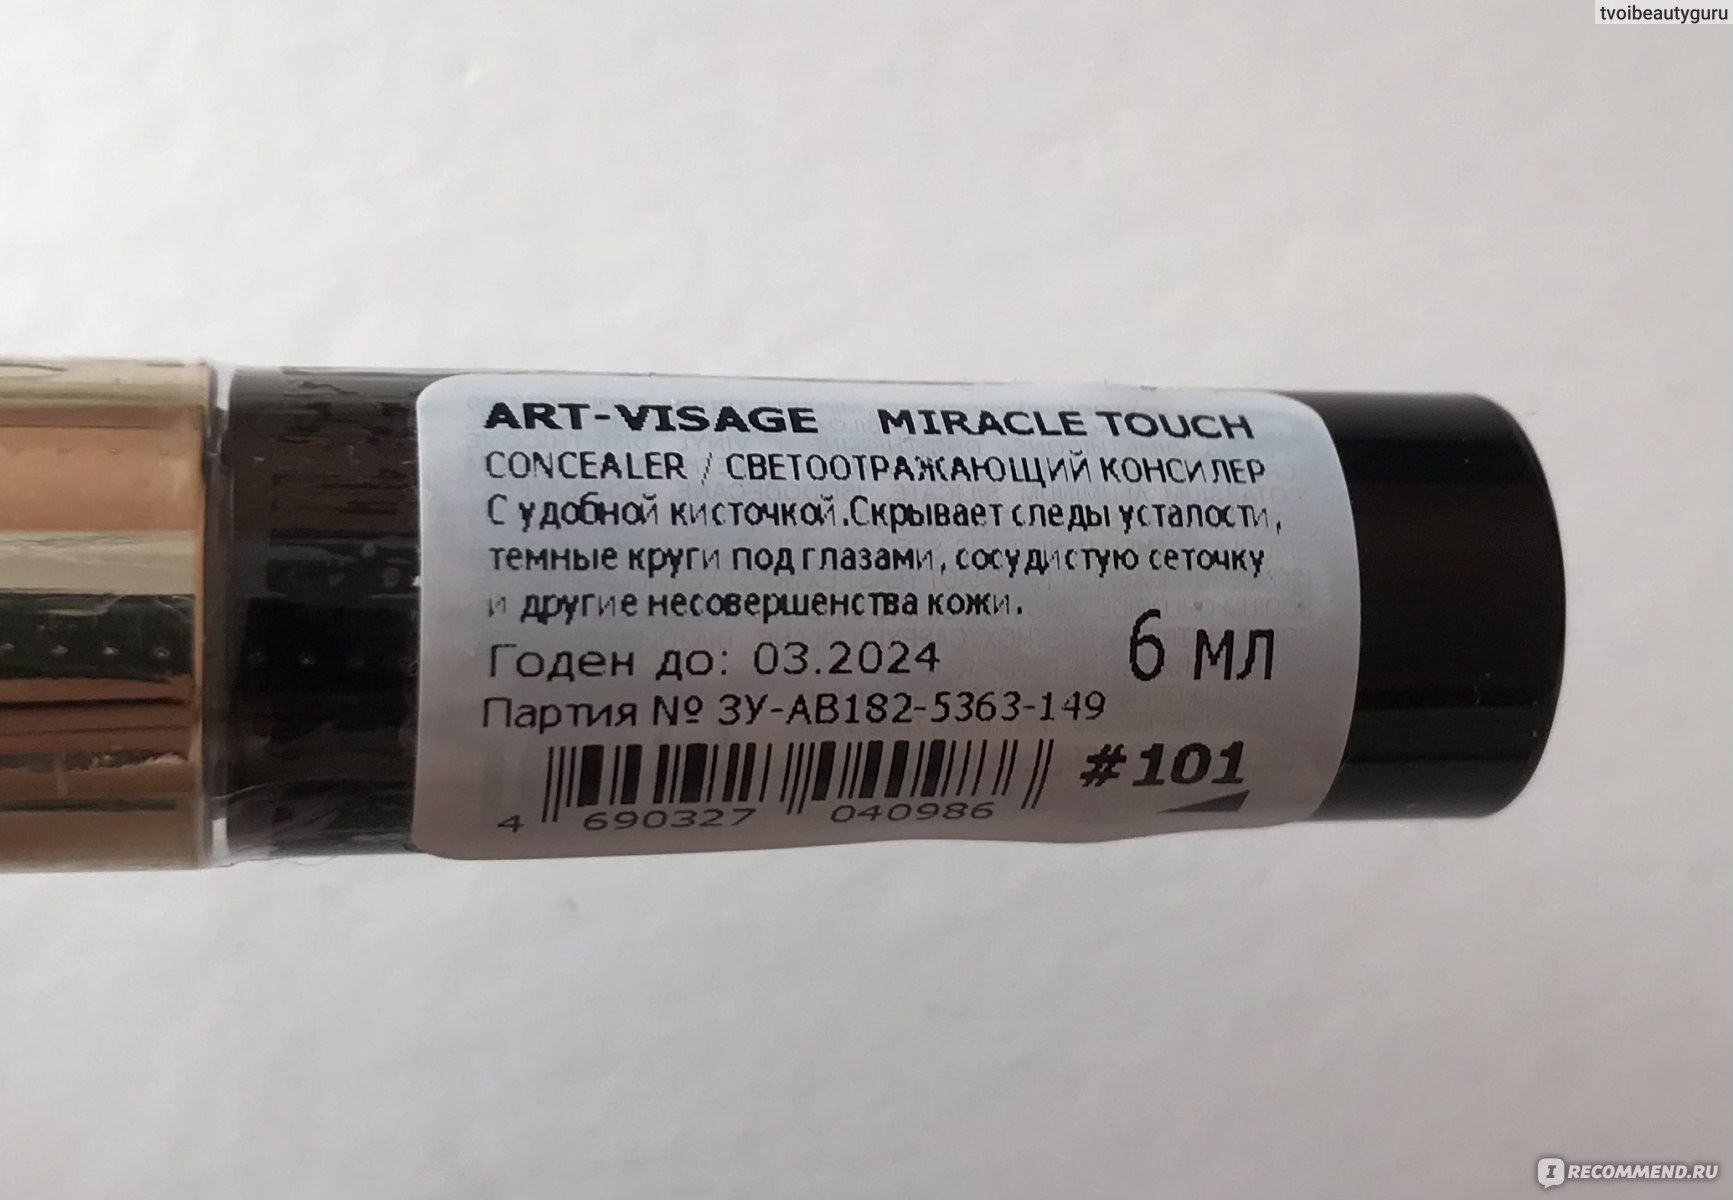 tvoibeautyguru
ART-VISAGE MIRACLE TOUCH
CONCEALER / СВЕТООТРАЖАЮЩИЙ КОНСИЛЕР
С удобной кисточкой.Скрывает следы усталости,
темные круги под глазами, сосудистую сеточку
и другие несовершенства кожи.
Годен до: 03.2024 6 мл
Партия № ЗУ-АВ182-5363-149
#101
4 690327 040986
IRECOMMEND.RU